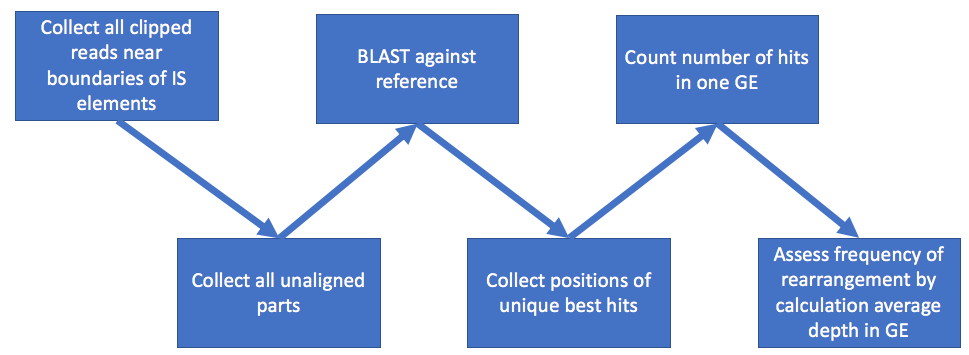 Collect all clipped
reads near
boundaries of IS
elements
Collect all unaligned
parts
BLAST against
reference
Collect positions of
unique best hits
Count number of hits
in one GE
Assess frequency of
rearrangement by
calculation average
depth in GE